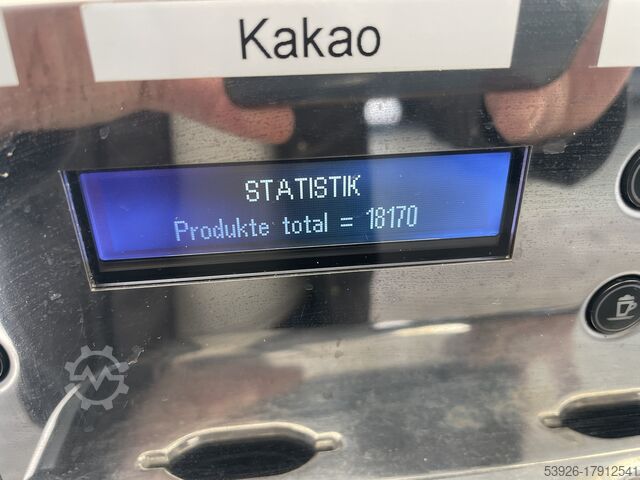 Kakao
STATISTIK
Produkte total = 18170
53926-17912541